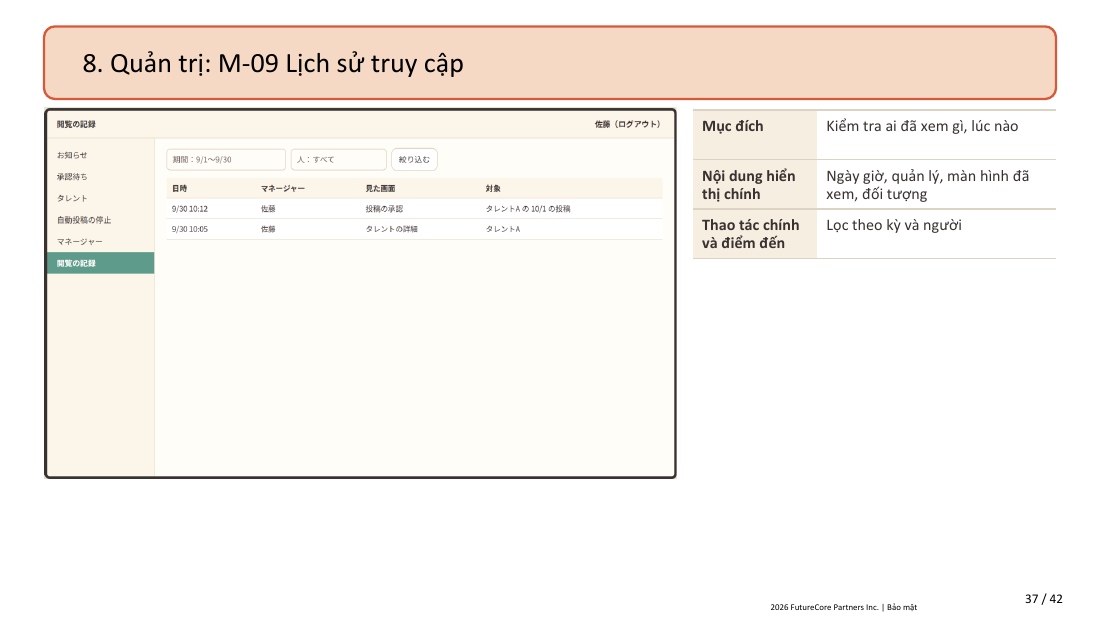 8. Quản trị: M-09 Lịch sử truy cập
閲覧の記録
佐藤（ログアウト）
お知らせ
承認待ち
タレント
自動投稿の停止
マネージャー
閲覧の記録
期間：9/1〜9/30
人：すべて
絞り込む
日時 マネージャー 見た画面 対象
9/30 10:12 佐藤 投稿の承認 タレントA の 10/1 の投稿
9/30 10:05 佐藤 タレントの詳細 タレントA
Mục đích
Kiểm tra ai đã xem gì, lúc nào
Nội dung hiển
thị chính
Ngày giờ, quản lý, màn hình đã
xem, đối tượng
Thao tác chính
và điểm đến
Lọc theo kỳ và người
2026 FutureCore Partners Inc. | Bảo mật
37 / 42